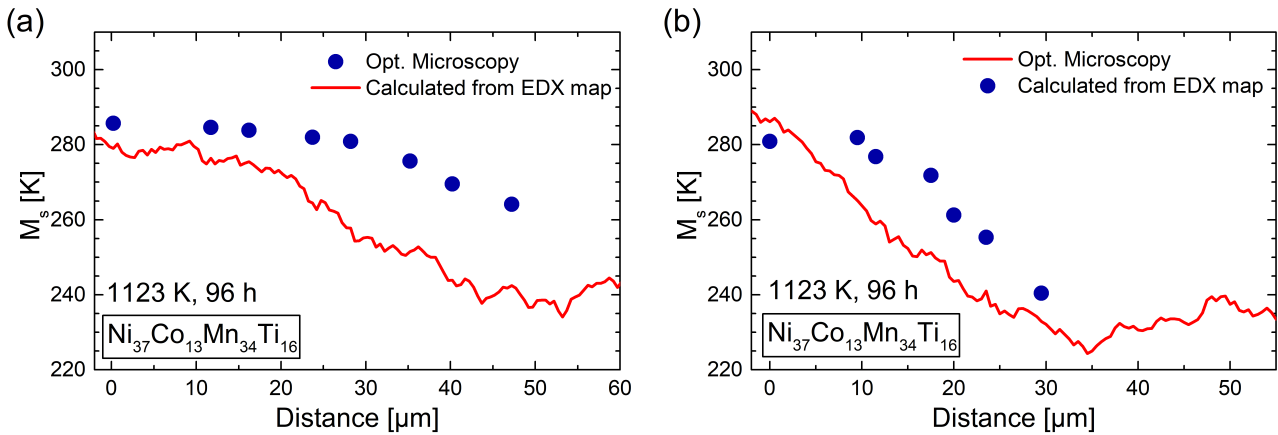 (a)
300
280
260
240
220
M_s [K]
Opt. Microscopy
Calculated from EDX map
1123 K, 96 h
Ni₃₇Co₁₃Mn₃₄Ti₁₆
0 10 20 30 40 50 60
Distance [µm]
(b)
300
280
260
240
220
M_s [K]
Opt. Microscopy
Calculated from EDX map
1123 K, 96 h
Ni₃₇Co₁₃Mn₃₄Ti₁₆
0 10 20 30 40 50
Distance [µm]